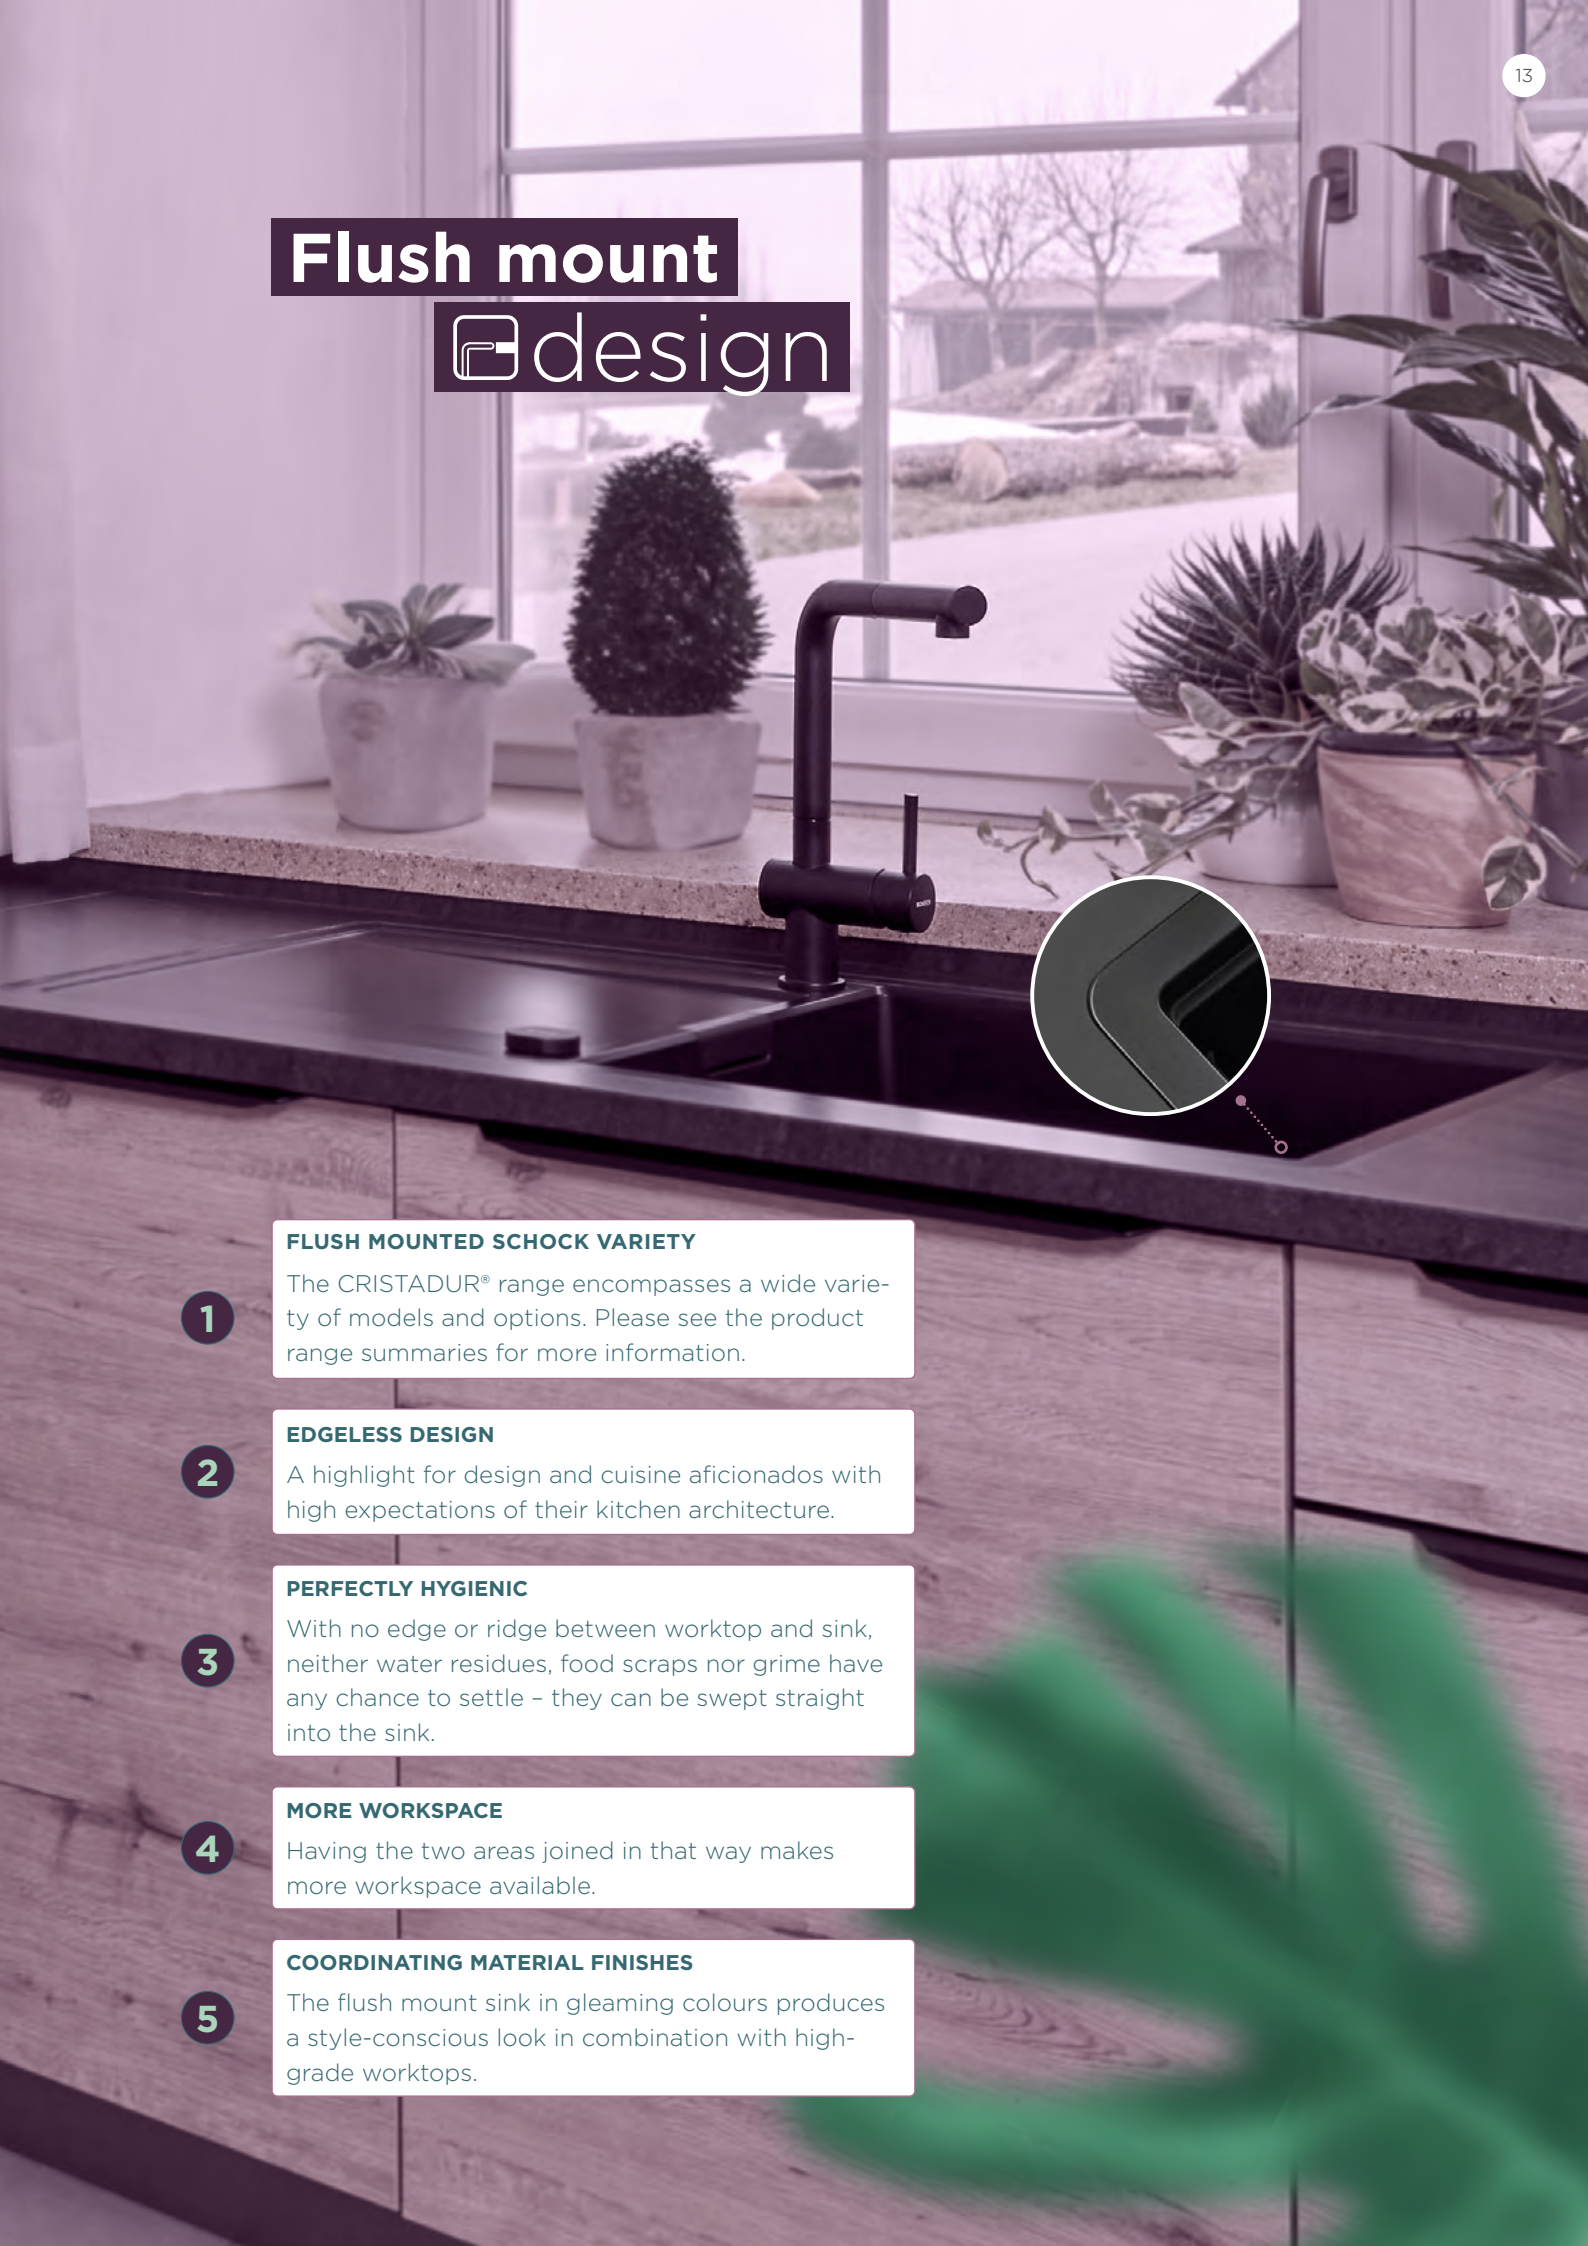 13
Flush mount
design
FLUSH MOUNTED SCHOCK VARIETY
The CRISTADUR® range encompasses a wide varie-
ty of models and options. Please see the product
range summaries for more information.
1
EDGELESS DESIGN
A highlight for design and cuisine aficionados with
high expectations of their kitchen architecture.
2
PERFECTLY HYGIENIC
With no edge or ridge between worktop and sink,
neither water residues, food scraps nor grime have
any chance to settle – they can be swept straight
into the sink.
3
MORE WORKSPACE
Having the two areas joined in that way makes
more workspace available.
4
COORDINATING MATERIAL FINISHES
The flush mount sink in gleaming colours produces
a style-conscious look in combination with high-
grade worktops.
5